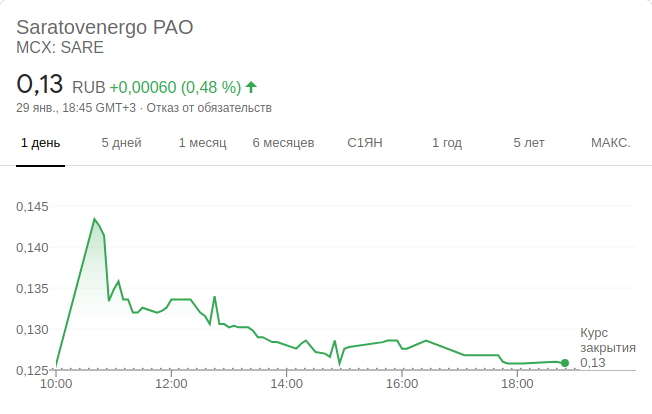 Saratovenergo PAO
MCX: SARE
0,13 RUB +0,00060 (0,48 %)
29 янв., 18:45 GMT+3 · Отказ от обязательств
1 день 5 дней 1 месяц 6 месяцев С1ЯН 1 год 5 лет МАКС.
0,145
0,140
0,135
0,130
Курс
закрытия
0,13
0,125
10:00 12:00 14:00 16:00 18:00